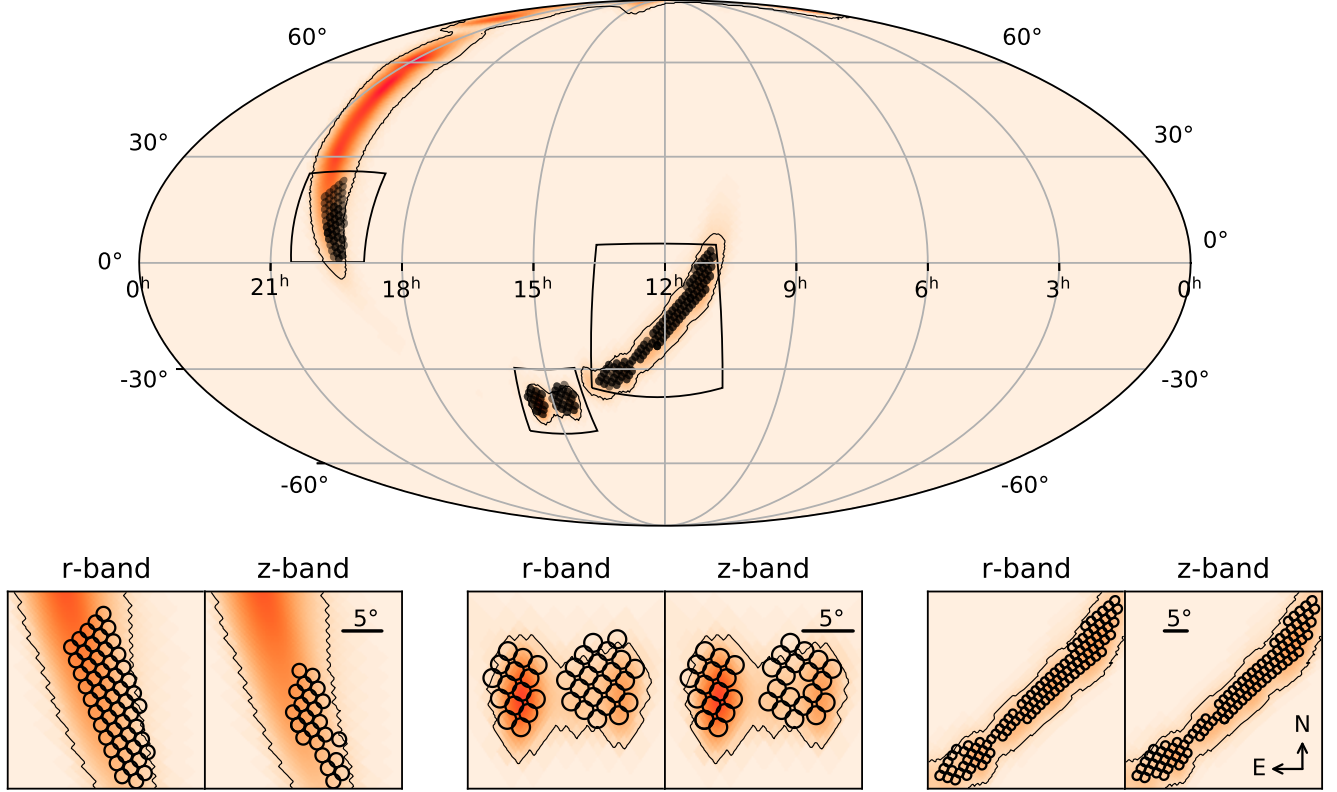 60° 60°
30° 30°
0° 0°
0ʰ 21ʰ 18ʰ 15ʰ 12ʰ 9ʰ 6ʰ 3ʰ 0ʰ
-30° -30°
-60° -60°
r-band z-band r-band z-band r-band z-band
5° 5° 5°
N
E